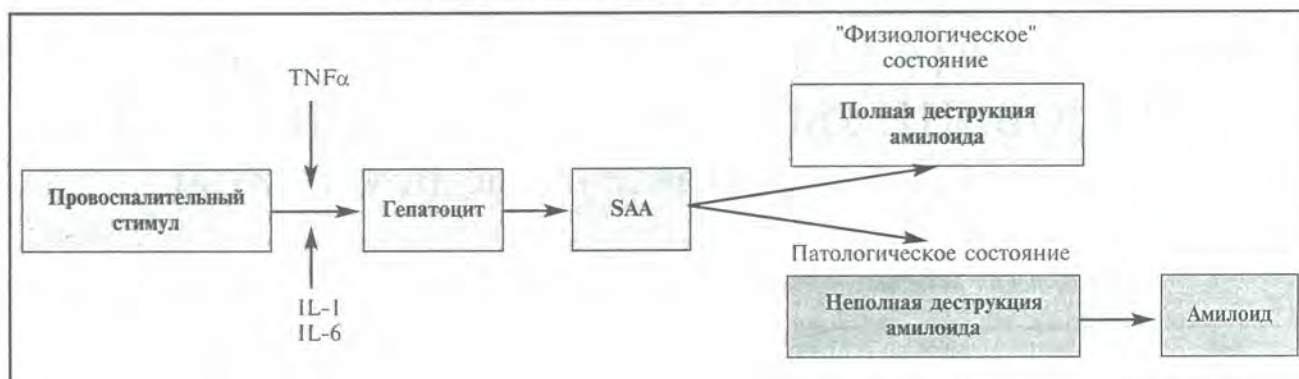 "Физиологическое"
состояние
TNFα
Полная деструкция
амилоида
Провоспалительный
стимул
Гепатоцит
SAA
Патологическое состояние
IL-1
IL-6
Неполная деструкция
амилоида
Амилоид